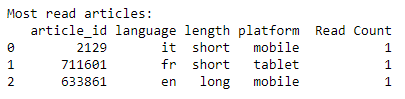 Most read articles:
article_id language length platform Read Count
0 2129 it short mobile 1
1 711601 fr short tablet 1
2 633861 en long mobile 1